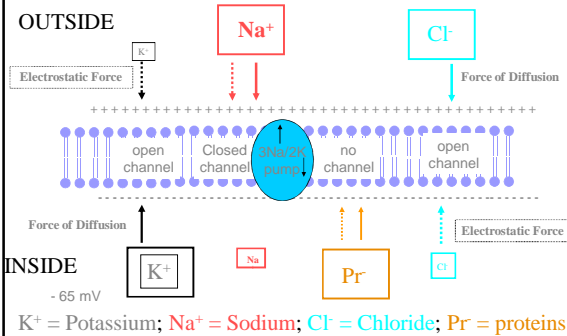 OUTSIDE
K⁺
Na⁺
Cl⁻
Electrostatic Force
Force of Diffusion
+++++++++++++++++++++++++++++++++++++++++++++++
open
channel
Closed
channel
3Na/2K
pump
no
channel
open
channel
-----------------------------------------------
Force of Diffusion
Electrostatic Force
INSIDE
K⁺
Na
Pr⁻
Cl⁻
- 65 mV
K⁺ = Potassium; Na⁺ = Sodium; Cl⁻ = Chloride; Pr⁻ = proteins